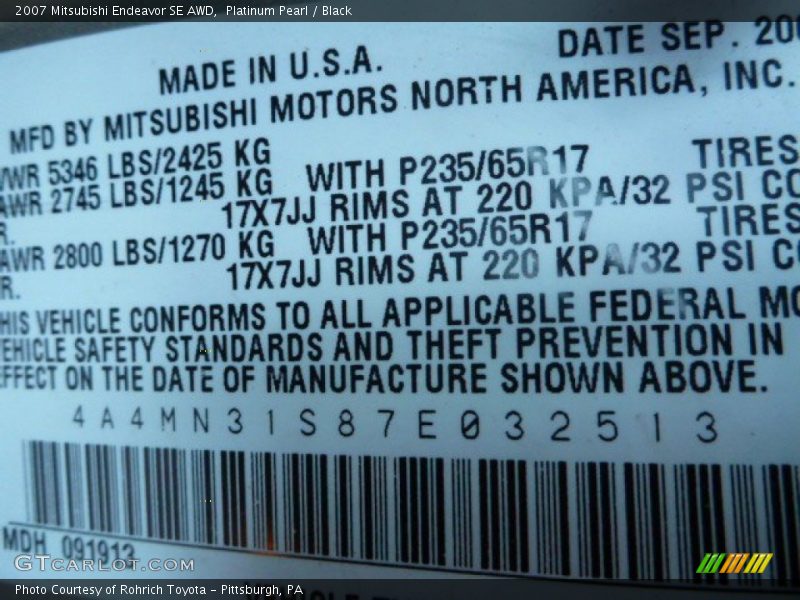 2007 Mitsubishi Endeavor SE AWD, Platinum Pearl / Black
MADE IN U.S.A. DATE SEP. 200
MFD BY MITSUBISHI MOTORS NORTH AMERICA, INC.
VWR 5346 LBS/2425 KG
AWR 2745 LBS/1245 KG WITH P235/65R17 TIRES
R. 17X7JJ RIMS AT 220 KPA/32 PSI CO
AWR 2800 LBS/1270 KG WITH P235/65R17 TIRES
R. 17X7JJ RIMS AT 220 KPA/32 PSI C
HIS VEHICLE CONFORMS TO ALL APPLICABLE FEDERAL MO
EHICLE SAFETY STANDARDS AND THEFT PREVENTION IN
FFECT ON THE DATE OF MANUFACTURE SHOWN ABOVE.
4A4MN31S87E032513
MDH 091913
GTCarLot.com
Photo Courtesy of Rohrich Toyota - Pittsburgh, PA